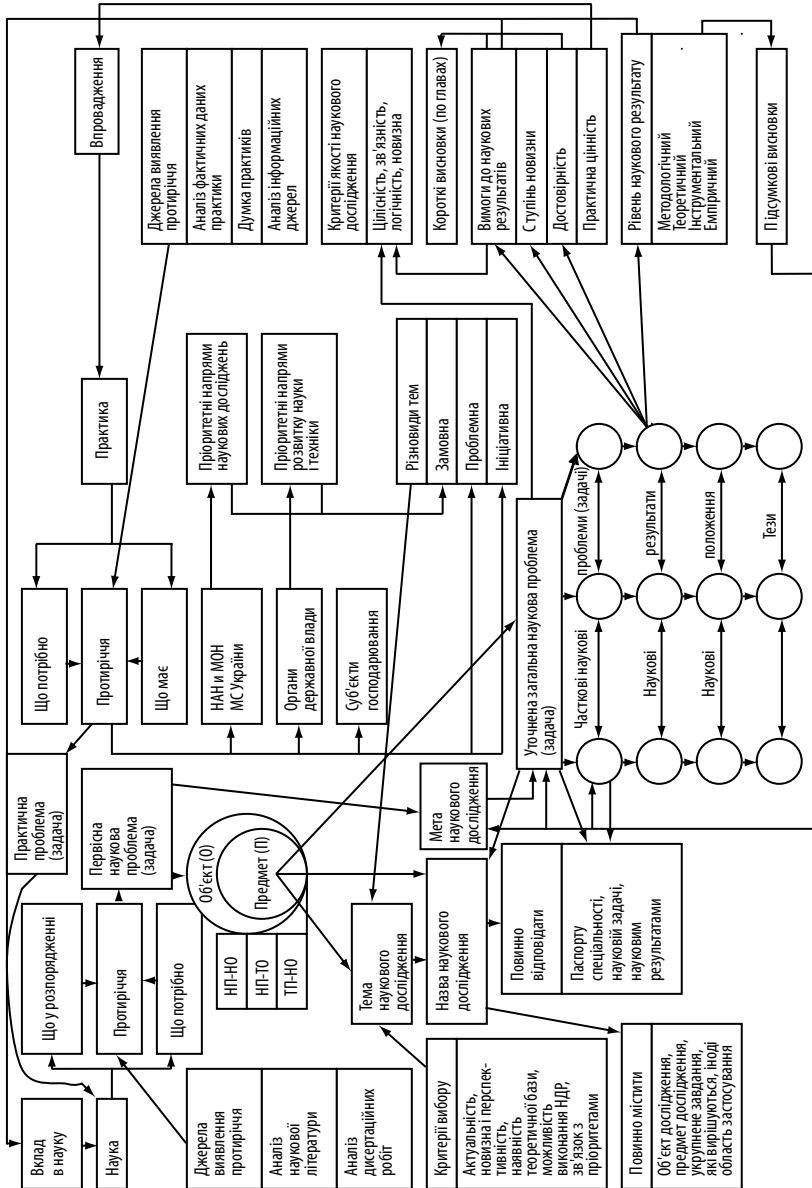 Вклад
в науку
Наука
Джерела
виявлення
протиріччя
Аналіз
наукової
літератури
Аналіз
дисертаційних
робіт
Критерії вибору
Актуальність,
новизна і перспек-
тивність,
наявність
теоретичної бази,
можливість
виконання НДР,
зв'язок з
пріоритетами
Повинно містити
Об'єкт дослідження,
предмет дослідження,
укрупнене завдання,
які вирішуються, іноді
область застосування
Що у розпорядженні
Протиріччя
Що потрібно
НП-НО
НП-ТО
ТП-НО
Тема
наукового
дослідження
Назва наукового
дослідження
Повинно
відповідати
Паспорту
спеціальності,
науковій задачі,
науковим
результатами
Практична
проблема
(задача)
Первісна
наукова
проблема
(задача)
Об'єкт (О)
Предмет (П)
Мета
наукового
дослідження
Що потрібно
Протиріччя
Що має
НАН и МОН
МС України
Органи
державної влади
Суб'єкти
господарювання
Уточнена загальна наукова проблема
(задача)
Часткові наукові
проблеми (задачі)
Наукові
результати
Наукові
положення
Тези
Практика
Пріоритетні напрями
наукових досліджень
Пріоритетні напрями
розвитку науки
і техніки
Різновиди тем
Замовна
Проблемна
Ініціативна
Впровадження
Джерела виявлення
протиріччя
Аналіз фактичних даних
практики
Думка практиків
Аналіз інформаційних
джерел
Критерії якості наукового
дослідження
Цілісність, зв'язність,
логічність, новизна
Короткі висновки (по главах)
Вимоги до наукових
результатів
Ступінь новизни
Достовірність
Практична цінність
Рівень наукового результату
Методологічний
Теоретичний
Інструментальний
Емпіричний
Підсумкові висновки